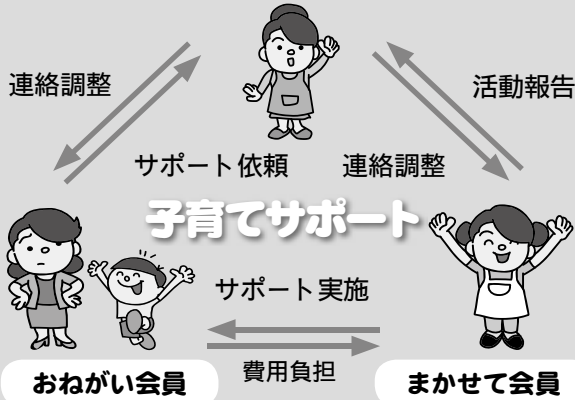 連絡調整
活動報告
サポート依頼
連絡調整
子育てサポート
サポート実施
費用負担
おねがい会員
まかせて会員